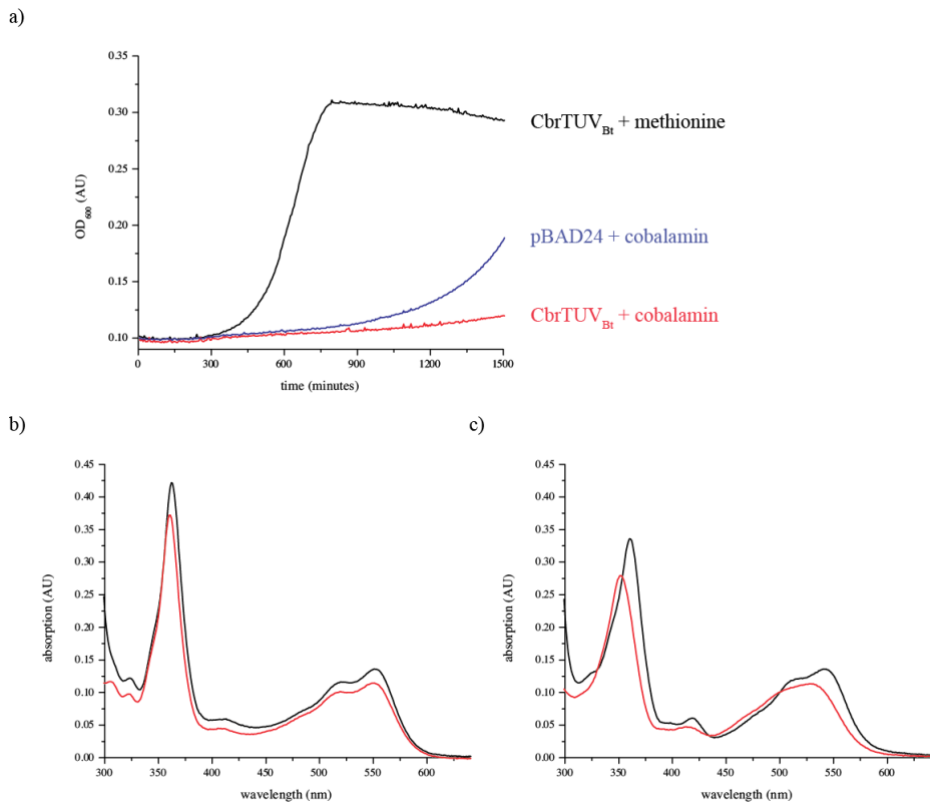 a)
0.35
0.30
0.25
0.20
0.15
0.10
OD600 (AU)
0 300 600 900 1200 1500
time (minutes)
CbrTUVBt + methionine
pBAD24 + cobalamin
CbrTUVBt + cobalamin
b)
0.45
0.40
0.35
0.30
0.25
0.20
0.15
0.10
0.05
0.00
absorption (AU)
300 350 400 450 500 550 600
wavelength (nm)
c)
0.45
0.40
0.35
0.30
0.25
0.20
0.15
0.10
0.05
0.00
absorption (AU)
300 350 400 450 500 550 600
wavelength (nm)